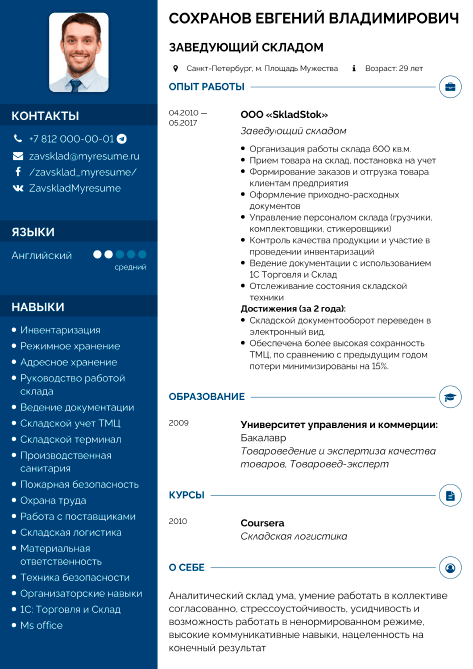 СОХРАНОВ ЕВГЕНИЙ ВЛАДИМИРОВИЧ
ЗАВЕДУЮЩИЙ СКЛАДОМ
Санкт-Петербург, м. Площадь Мужества
Возраст: 29 лет
КОНТАКТЫ
+7 812 000-00-01
zavsklad@myresume.ru
/zavsklad_myresume/
ZavskladMyresume
ЯЗЫКИ
Английский
средний
НАВЫКИ
Инвентаризация
Режимное хранение
Адресное хранение
Руководство работой
склада
Ведение документации
Складской учет ТМЦ
Складской терминал
Производственная
санитария
Пожарная безопасность
Охрана труда
Работа с поставщиками
Складская логистика
Материальная
ответственность
Техника безопасности
Организаторские навыки
1С: Торговля и Склад
Ms office
ОПЫТ РАБОТЫ
04.2010 —
05.2017
ООО «SkladStok»
Заведующий складом
Организация работы склада 600 кв.м.
Прием товара на склад, постановка на учет
Формирование заказов и отгрузка товара
клиентам предприятия
Оформление приходно-расходных
документов
Управление персоналом склада (грузчики,
комплектовщики, стикеровщики)
Контроль качества продукции и участие в
проведении инвентаризаций
Ведение документации с использованием
1С Торговля и Склад
Отслеживание состояния складской
техники
Достижения (за 2 года):
Складской документооборот переведен в
электронный вид.
Обеспечена более высокая сохранность
ТМЦ, по сравнению с предыдущим годом
потери минимизированы на 15%.
ОБРАЗОВАНИЕ
2009
Университет управления и коммерции:
Бакалавр
Товароведение и экспертиза качества
товаров, Товаровед-эксперт
КУРСЫ
2010
Coursera
Складская логистика
О СЕБЕ
Аналитический склад ума, умение работать в коллективе
согласованно, стрессоустойчивость, усидчивость и
возможность работать в ненормированном режиме,
высокие коммуникативные навыки, нацеленность на
конечный результат